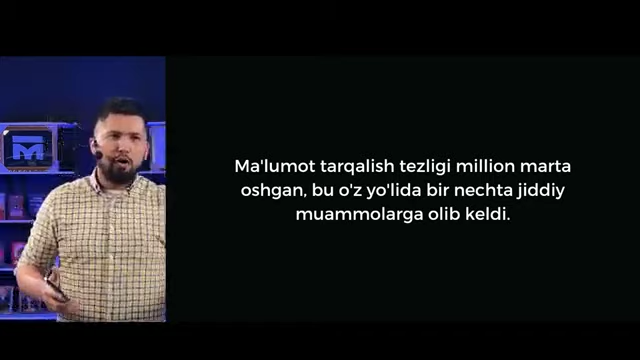 Ma'lumot tarqalish tezligi million marta
oshgan, bu o'z yo'lida bir nechta jiddiy
muammolarga olib keldi.